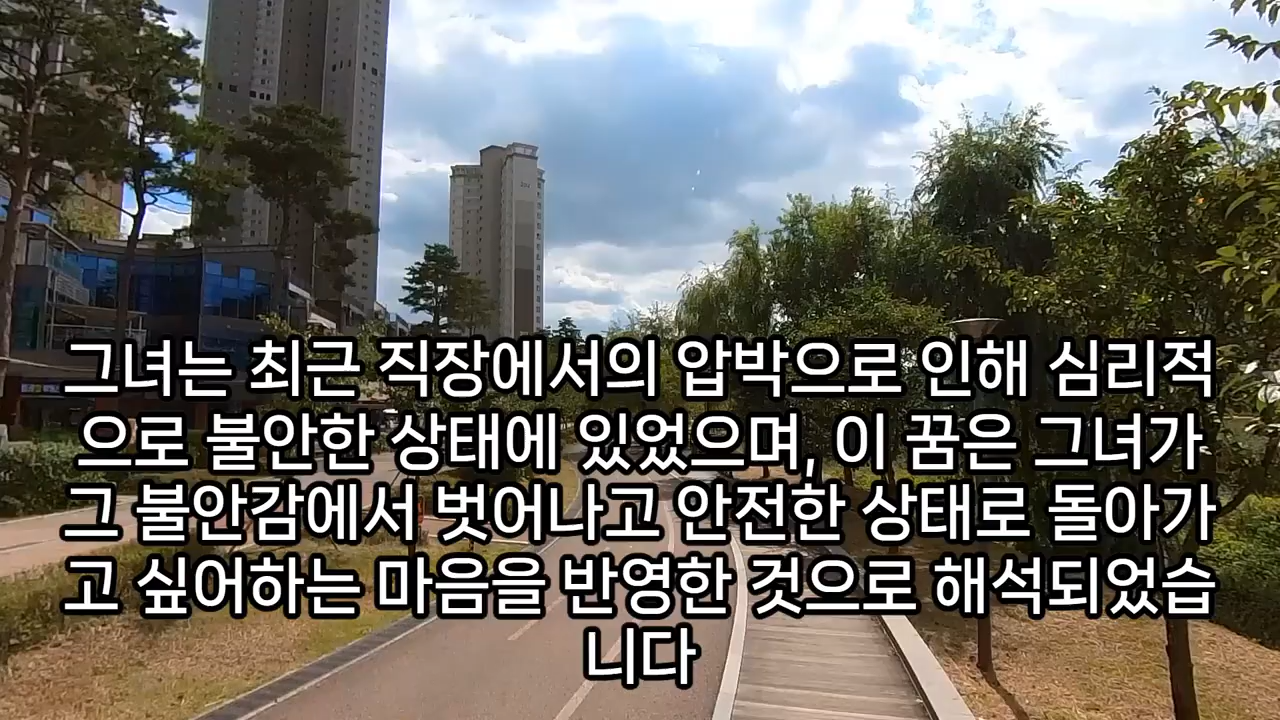 그녀는 최근 직장에서의 압박으로 인해 심리적
으로 불안한 상태에 있었으며, 이 꿈은 그녀가
그 불안감에서 벗어나고 안전한 상태로 돌아가
고 싶어하는 마음을 반영한 것으로 해석되었습
니다